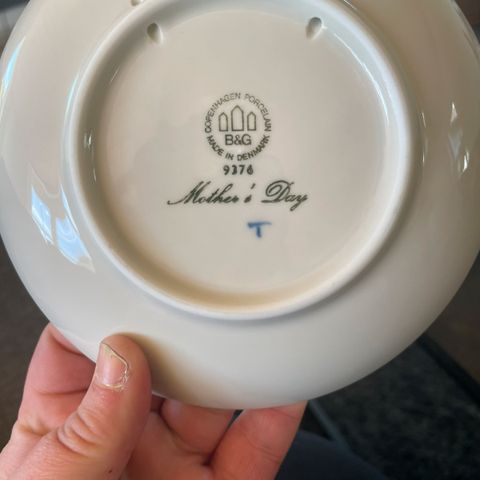 COPENHAGEN PORCELAIN
B&G
MADE IN DENMARK
9376
Mother's Day
T